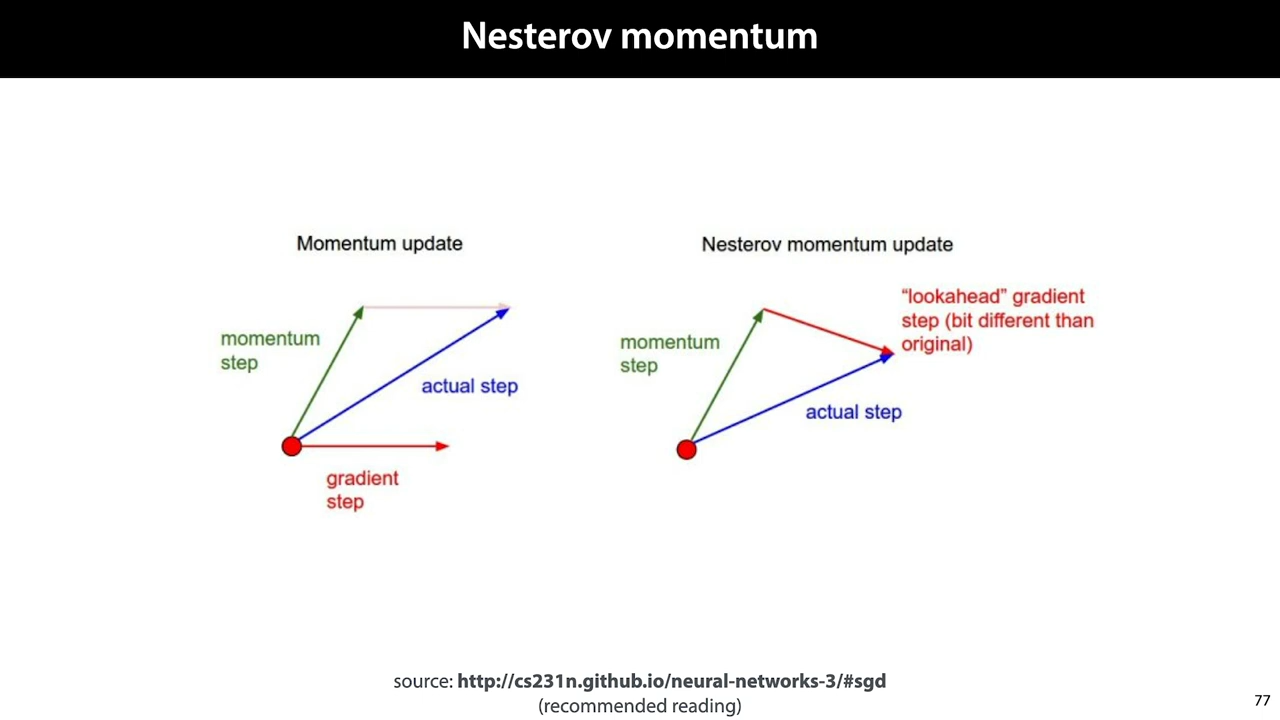 Nesterov momentum
Momentum update
momentum
step
actual step
gradient
step
Nesterov momentum update
momentum
step
“lookahead” gradient
step (bit different than
original)
actual step
source: http://cs231n.github.io/neural-networks-3/#sgd
(recommended reading)
77